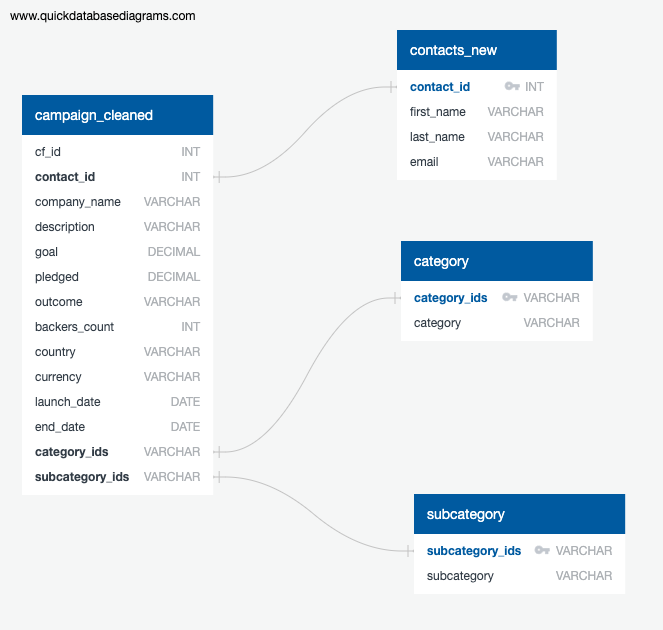 www.quickdatabasediagrams.com
contacts_new
contact_id INT
first_name VARCHAR
last_name VARCHAR
email VARCHAR
campaign_cleaned
cf_id INT
contact_id INT
company_name VARCHAR
description VARCHAR
goal DECIMAL
pledged DECIMAL
outcome VARCHAR
backers_count INT
country VARCHAR
currency VARCHAR
launch_date DATE
end_date DATE
category_ids VARCHAR
subcategory_ids VARCHAR
category
category_ids VARCHAR
category VARCHAR
subcategory
subcategory_ids VARCHAR
subcategory VARCHAR